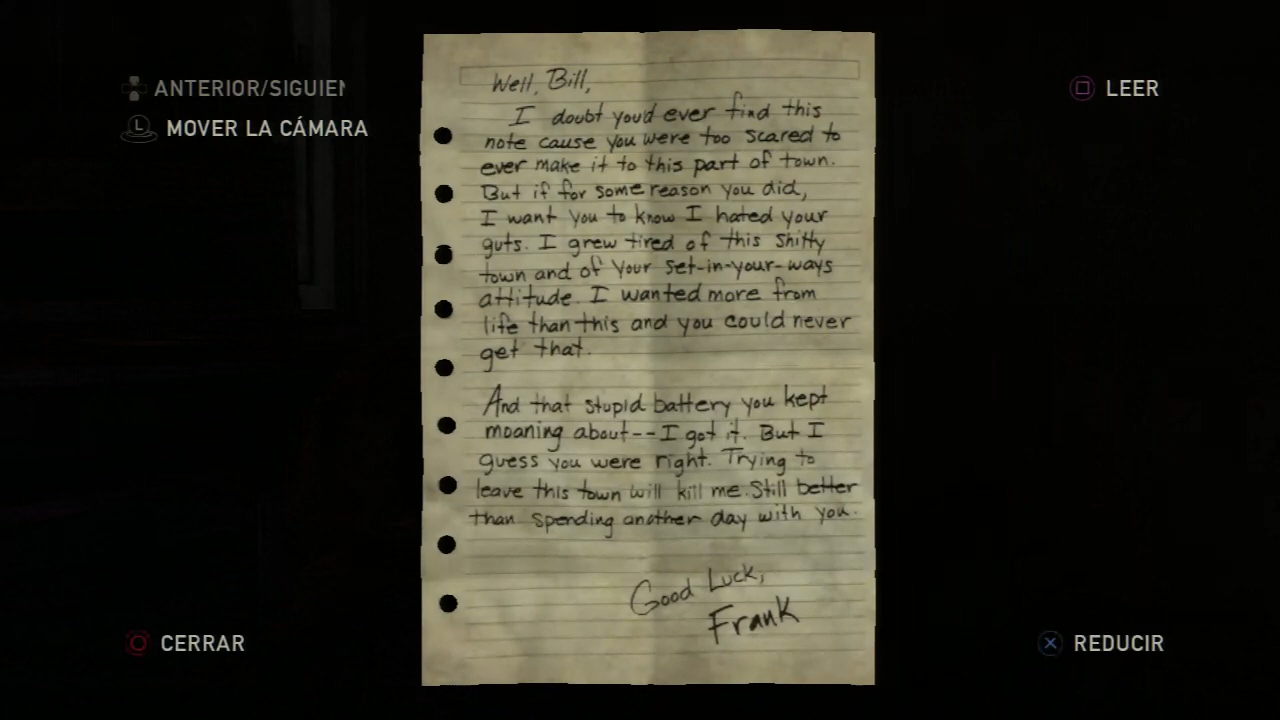 ANTERIOR/SIGUIEN
MOVER LA CÁMARA
LEER
Well, Bill,
I doubt you'd ever find this
note cause you were too scared to
ever make it to this part of town.
But if for some reason you did,
I want you to know I hated your
guts. I grew tired of this shitty
town and of your set-in-your-ways
attitude. I wanted more from
life than this and you could never
get that.
And that stupid battery you kept
moaning about--I got it. But I
guess you were right. Trying to
leave this town will kill me. Still better
than spending another day with you.
Good Luck,
Frank
CERRAR
REDUCIR